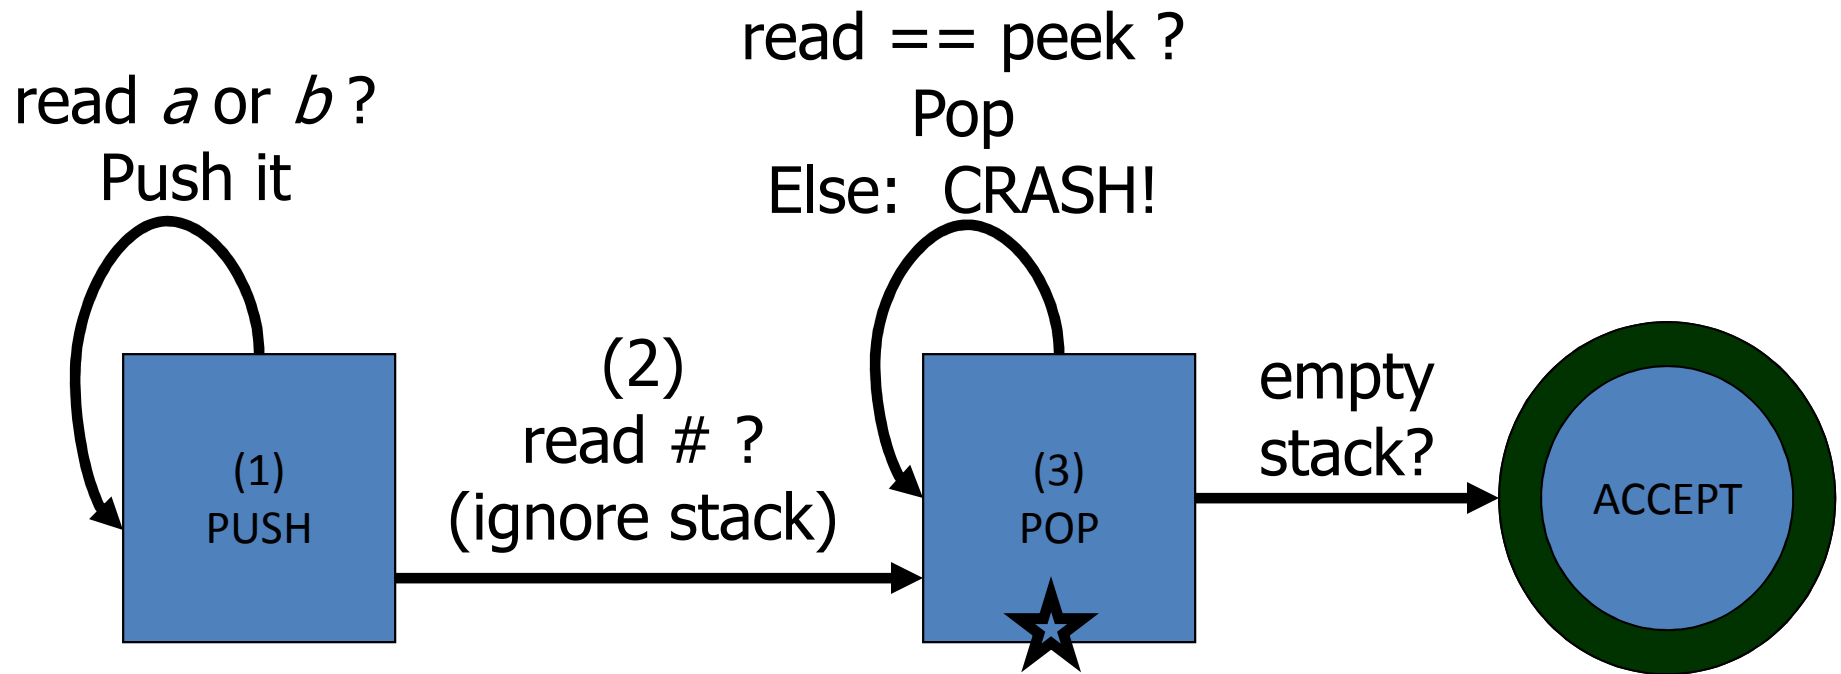 read a or b ?
Push it
read == peek ?
Pop
Else:  CRASH!
(1)
PUSH
(2)
read # ?
(ignore stack)
(3)
POP
empty
stack?
ACCEPT